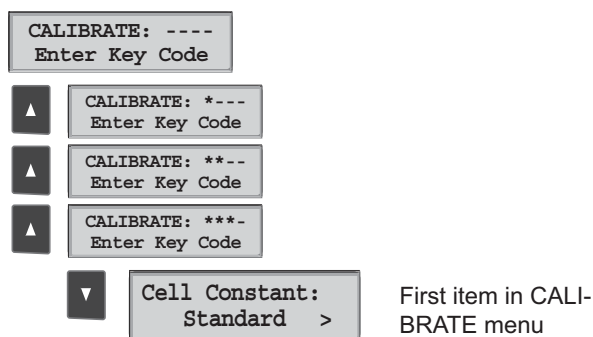 CALIBRATE: ----
Enter Key Code
CALIBRATE: *---
Enter Key Code
CALIBRATE: **--
Enter Key Code
CALIBRATE: ***-
Enter Key Code
Cell Constant:
Standard >
First item in CALI-
BRATE menu